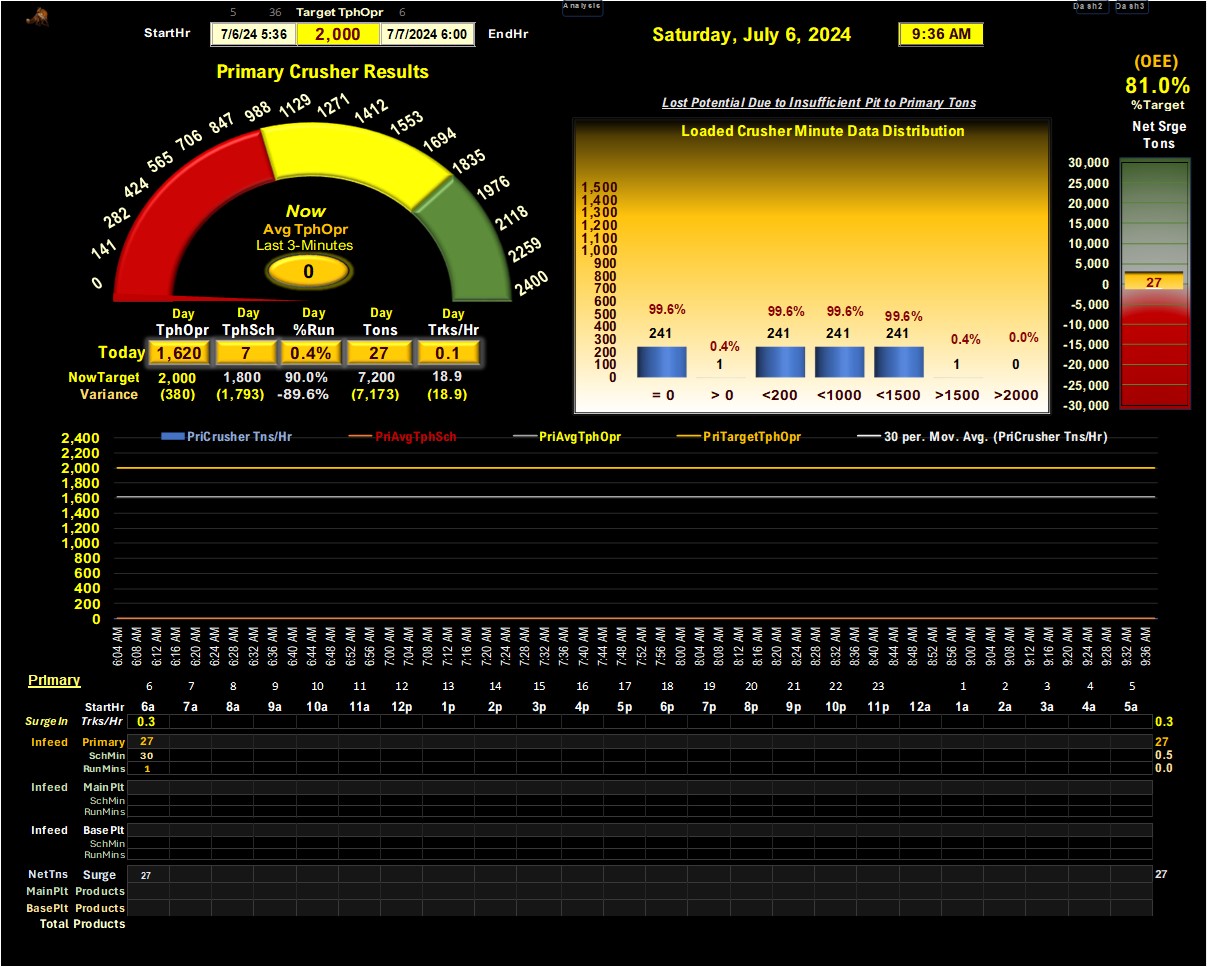 Analysis
Dash2 Dash3
5 36 Target TphOpr 6
StartHr 7/6/24 5:36 2,000 7/7/2024 6:00 EndHr
Saturday, July 6, 2024 9:36 AM
(OEE)
81.0%
%Target
Net Srge
Tons
Primary Crusher Results
0 141 282 424 565 706 847 988 1129 1271 1412 1553 1694 1835 1976 2118 2259 2400
Now
Avg TphOpr
Last 3-Minutes
0
Day Day Day Day Day
TphOpr TphSch %Run Tons Trks/Hr
Today 1,620 7 0.4% 27 0.1
NowTarget 2,000 1,800 90.0% 7,200 18.9
Variance (380) (1,793) -89.6% (7,173) (18.9)
Lost Potential Due to Insufficient Pit to Primary Tons
Loaded Crusher Minute Data Distribution
1,500
1,400
1,300
1,200
1,100
1,000
900
800
700
600
500
400
300
200
100
0
99.6% 0.4% 99.6% 99.6% 99.6% 0.4% 0.0%
241 1 241 241 241 1 0
= 0 > 0 <200 <1000 <1500 >1500 >2000
30,000
25,000
20,000
15,000
10,000
5,000
0
-5,000
-10,000
-15,000
-20,000
-25,000
-30,000
27
PriCrusher Tns/Hr PriAvgTphSch PriAvgTphOpr PriTargetTphOpr 30 per. Mov. Avg. (PriCrusher Tns/Hr)
2,400
2,200
2,000
1,800
1,600
1,400
1,200
1,000
800
600
400
200
0
6:04 AM 6:08 AM 6:12 AM 6:16 AM 6:20 AM 6:24 AM 6:28 AM 6:32 AM 6:36 AM 6:40 AM 6:44 AM 6:48 AM 6:52 AM 6:56 AM 7:00 AM 7:04 AM 7:08 AM 7:12 AM 7:16 AM 7:20 AM 7:24 AM 7:28 AM 7:32 AM 7:36 AM 7:40 AM 7:44 AM 7:48 AM 7:52 AM 7:56 AM 8:00 AM 8:04 AM 8:08 AM 8:12 AM 8:16 AM 8:20 AM 8:24 AM 8:28 AM 8:32 AM 8:36 AM 8:40 AM 8:44 AM 8:48 AM 8:52 AM 8:56 AM 9:00 AM 9:04 AM 9:08 AM 9:12 AM 9:16 AM 9:20 AM 9:24 AM 9:28 AM 9:32 AM 9:36 AM
Primary
6 7 8 9 10 11 12 13 14 15 16 17 18 19 20 21 22 23 1 2 3 4 5
StartHr 6a 7a 8a 9a 10a 11a 12p 1p 2p 3p 4p 5p 6p 7p 8p 9p 10p 11p 12a 1a 2a 3a 4a 5a
SurgeIn Trks/Hr 0.3 0.3
Infeed Primary 27 27
SchMin 30 0.5
RunMins 1 0.0
Infeed Main Plt
SchMin
RunMins
Infeed Base Plt
SchMin
RunMins
NetTns Surge 27 27
MainPlt Products
BasePlt Products
Total Products